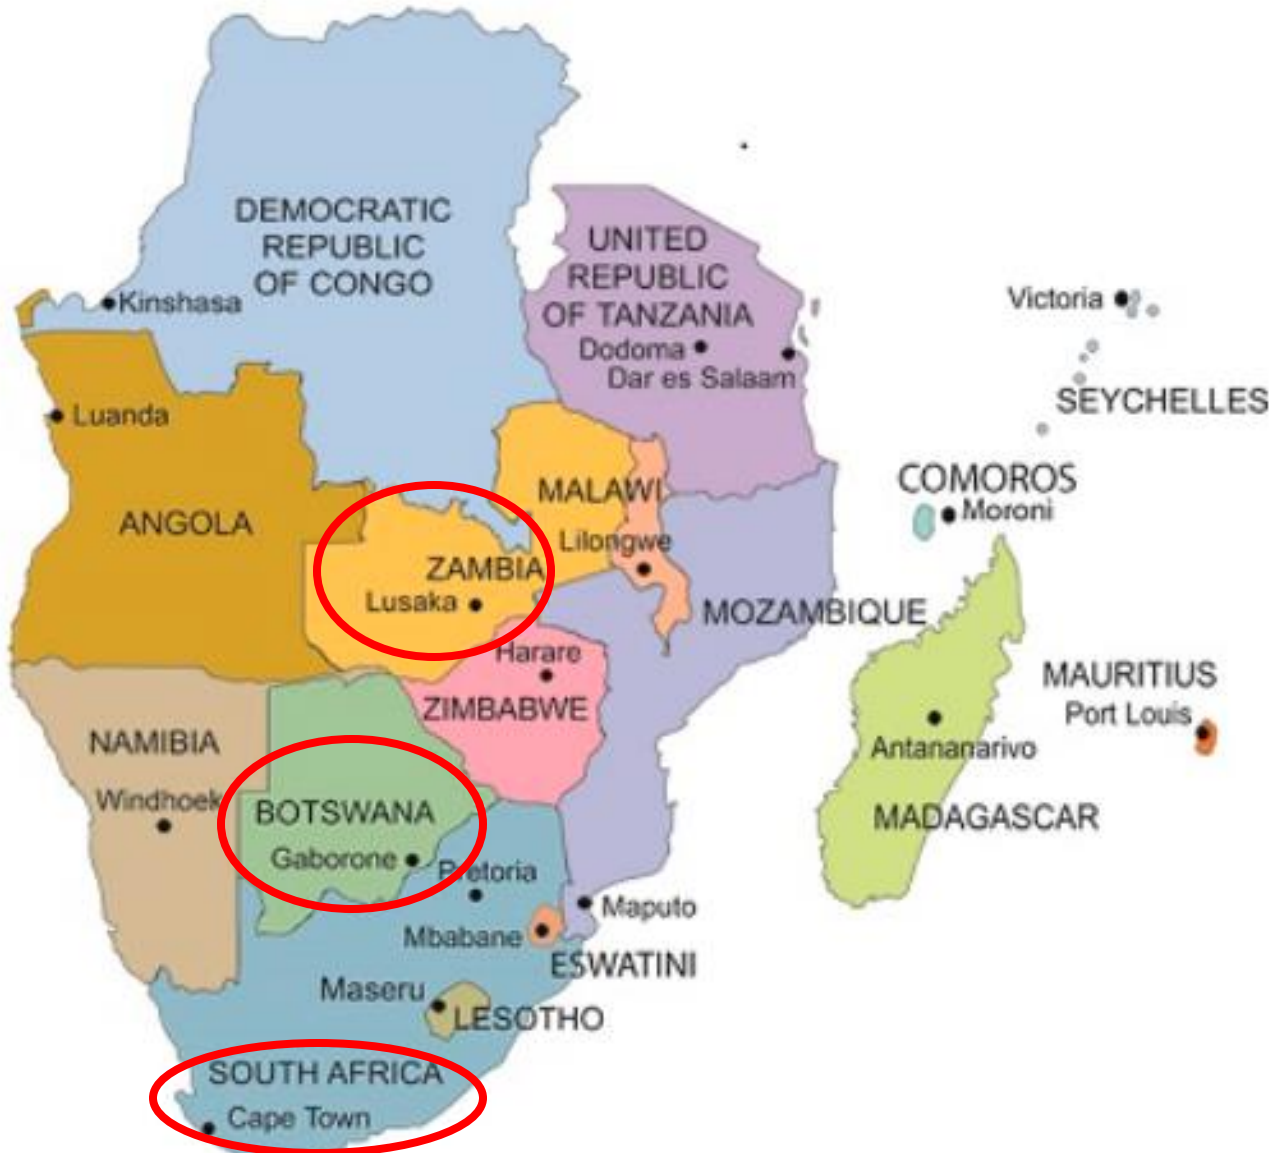 DEMOCRATIC
REPUBLIC
OF CONGO
Kinshasa
UNITED
REPUBLIC
OF TANZANIA
Dodoma
Dar es Salaam
Victoria
SEYCHELLES
Luanda
ANGOLA
MALAWI
Lilongwe
COMOROS
Moroni
ZAMBIA
Lusaka
MOZAMBIQUE
Harare
ZIMBABWE
MAURITIUS
Port Louis
NAMIBIA
Windhoek
Antananarivo
MADAGASCAR
BOTSWANA
Gaborone
Pretoria
Maputo
Mbabane
ESWATINI
Maseru
LESOTHO
SOUTH AFRICA
Cape Town